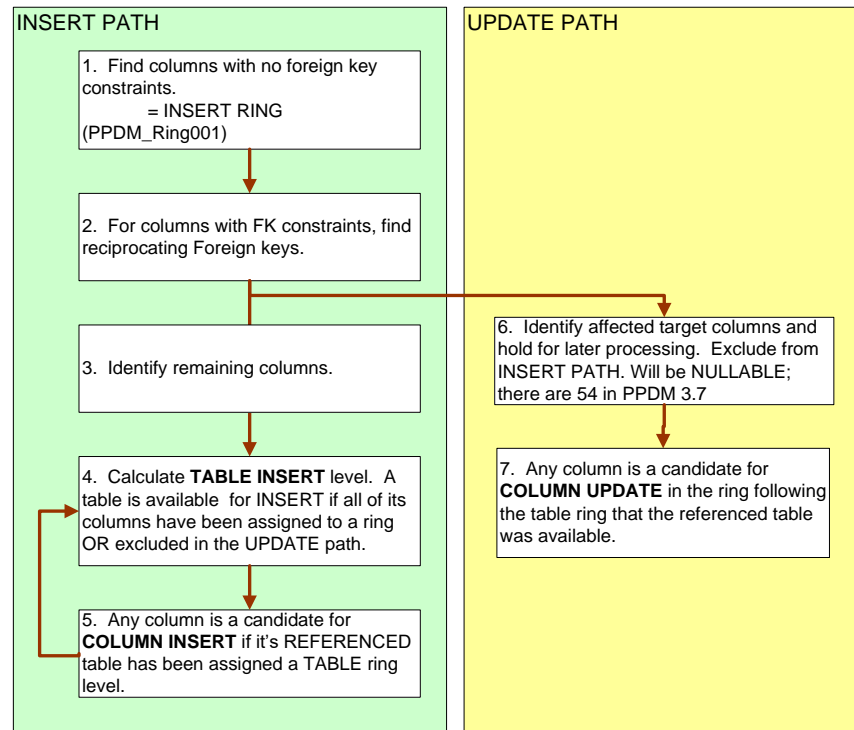 INSERT PATH
1. Find columns with no foreign key
constraints.
= INSERT RING
(PPDM_Ring001)
2. For columns with FK constraints, find
reciprocating Foreign keys.
3. Identify remaining columns.
4. Calculate TABLE INSERT level. A
table is available for INSERT if all of its
columns have been assigned to a ring
OR excluded in the UPDATE path.
5. Any column is a candidate for
COLUMN INSERT if it's REFERENCED
table has been assigned a TABLE ring
level.
UPDATE PATH
6. Identify affected target columns and
hold for later processing. Exclude from
INSERT PATH. Will be NULLABLE;
there are 54 in PPDM 3.7
7. Any column is a candidate for
COLUMN UPDATE in the ring following
the table ring that the referenced table
was available.